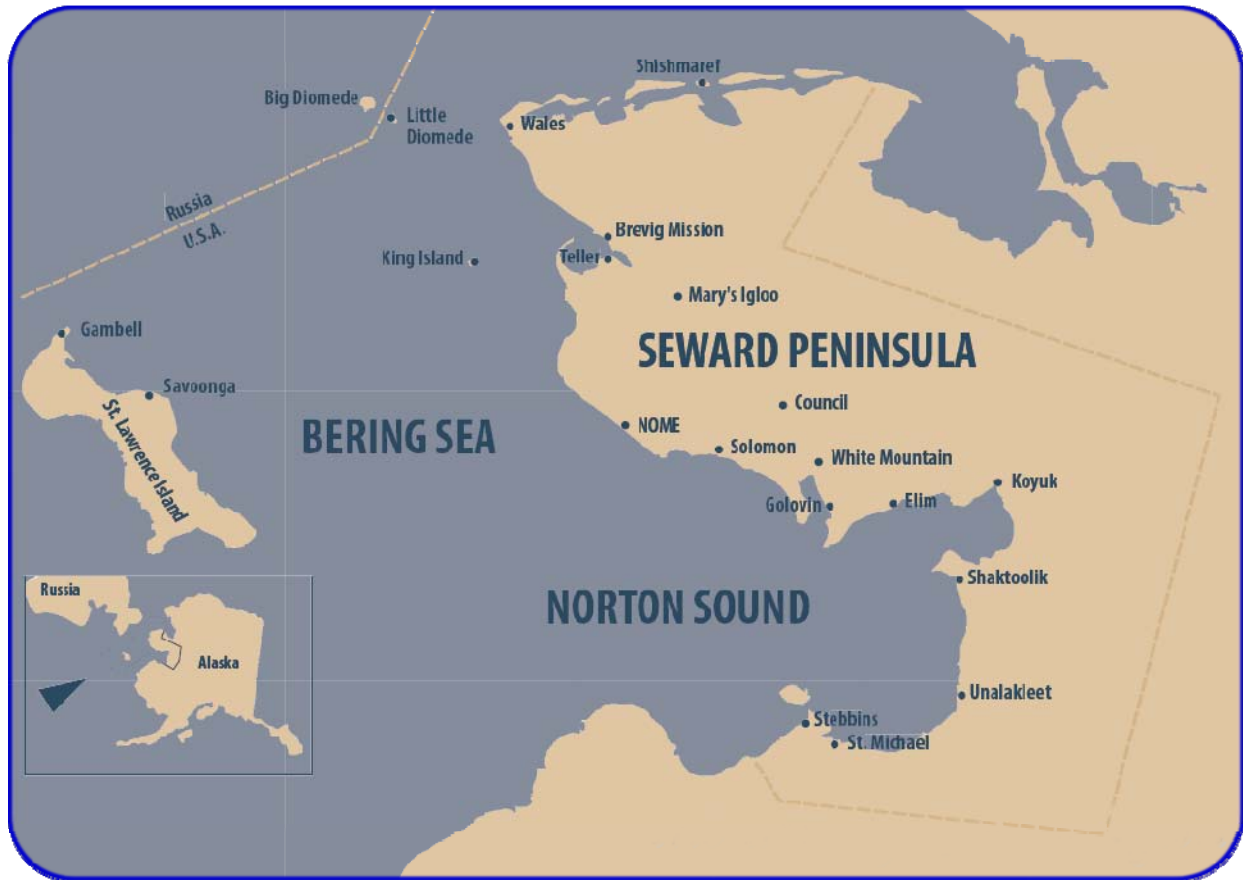 Shishmaref
Big Diomede
Little
Diomede
Wales
Russia
U.S.A.
Brevig Mission
King Island
Teller
Mary's Igloo
Gambell
SEWARD PENINSULA
Savoonga
St. Lawrence Island
Council
BERING SEA
NOME
Solomon
White Mountain
Koyuk
Golovin
Elim
Shaktoolik
Russia
NORTON SOUND
Alaska
Unalakleet
Stebbins
St. Michael